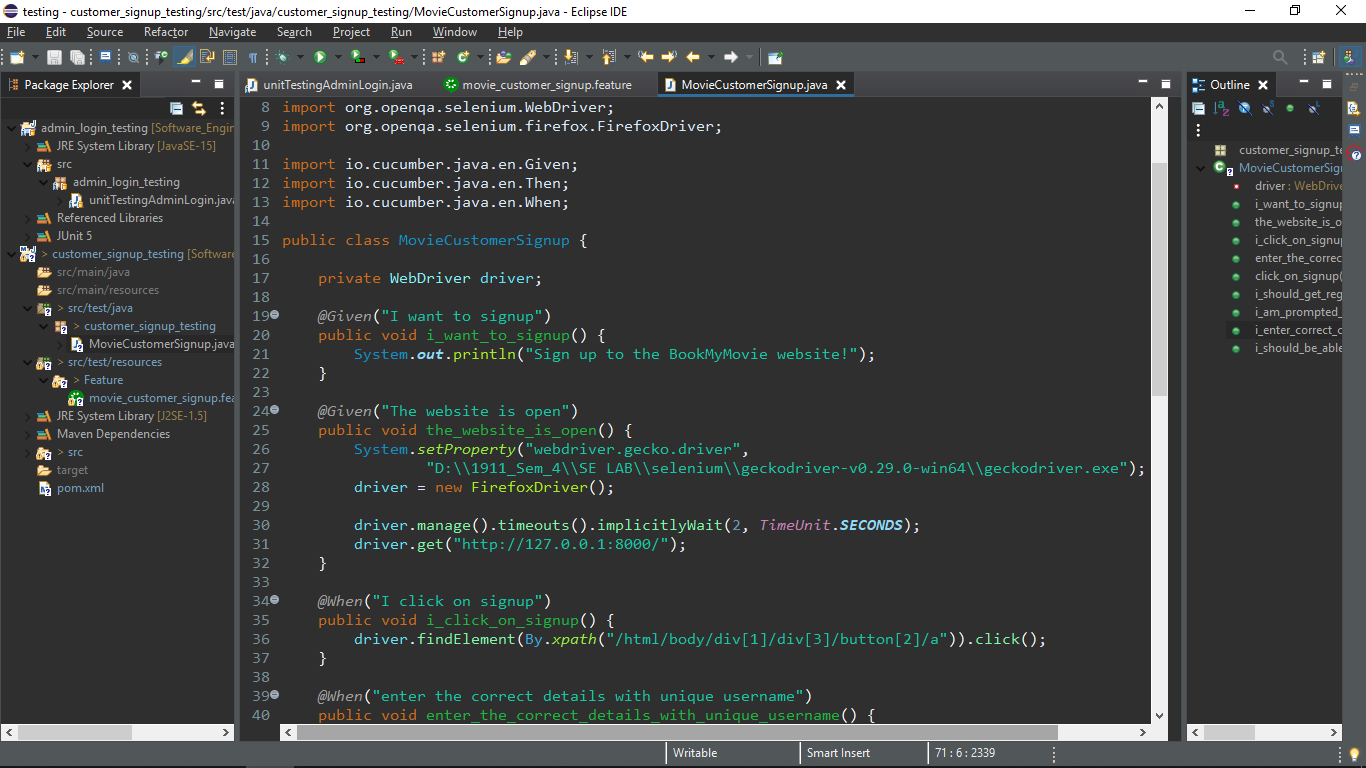 testing - customer_signup_testing/src/test/java/customer_signup_testing/MovieCustomerSignup.java - Eclipse IDE
File Edit Source Refactor Navigate Search Project Run Window Help
Package Explorer
admin_login_testing [Software_Engin
JRE System Library [JavaSE-15]
src
admin_login_testing
unitTestingAdminLogin.java
Referenced Libraries
JUnit 5
> customer_signup_testing [Software
src/main/java
src/main/resources
> src/test/java
> customer_signup_testing
MovieCustomerSignup.java
> src/test/resources
> Feature
movie_customer_signup.fea
JRE System Library [J2SE-1.5]
Maven Dependencies
> src
target
pom.xml
unitTestingAdminLogin.java movie_customer_signup.feature MovieCustomerSignup.java
8 import org.openqa.selenium.WebDriver;
9 import org.openqa.selenium.firefox.FirefoxDriver;
10
11 import io.cucumber.java.en.Given;
12 import io.cucumber.java.en.Then;
13 import io.cucumber.java.en.When;
14
15 public class MovieCustomerSignup {
16
17     private WebDriver driver;
18
19     @Given("I want to signup")
20     public void i_want_to_signup() {
21         System.out.println("Sign up to the BookMyMovie website!");
22     }
23
24     @Given("The website is open")
25     public void the_website_is_open() {
26         System.setProperty("webdriver.gecko.driver",
27                 "D:\\1911_Sem_4\\SE LAB\\selenium\\geckodriver-v0.29.0-win64\\geckodriver.exe");
28         driver = new FirefoxDriver();
29
30         driver.manage().timeouts().implicitlyWait(2, TimeUnit.SECONDS);
31         driver.get("http://127.0.0.1:8000/");
32     }
33
34     @When("I click on signup")
35     public void i_click_on_signup() {
36         driver.findElement(By.xpath("/html/body/div[1]/div[3]/button[2]/a")).click();
37     }
38
39     @When("enter the correct details with unique username")
40     public void enter_the_correct_details_with_unique_username() {
Outline
customer_signup_te
MovieCustomerSign
driver : WebDrive
i_want_to_signup
the_website_is_o
i_click_on_signu
enter_the_correc
click_on_signup(
i_should_get_reg
i_am_prompted_
i_enter_correct_c
i_should_be_able
Writable
Smart Insert
71 : 6 : 2339